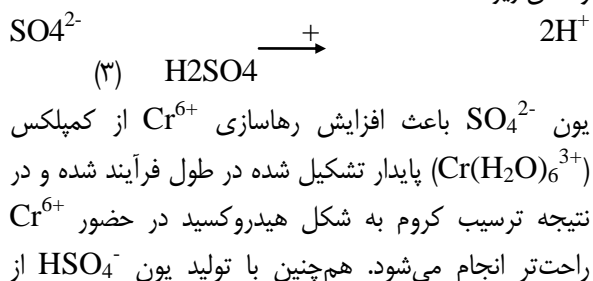 SO4²⁻ + 2H⁺
(۳) H2SO4 ⟶
یون SO₄²⁻ باعث افزایش رهاسازی Cr⁶⁺ از کمپلکس
(Cr(H₂O)₆³⁺) پایدار تشکیل شده در طول فرآیند شده و در
نتیجه ترسیب کروم به شکل هیدروکسید در حضور Cr⁶⁺
راحت‌تر انجام می‌شود. هم‌چنین با تولید یون HSO₄⁻ از